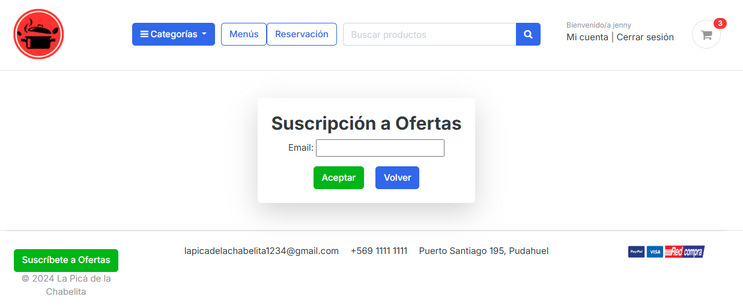 Categorías
Menús
Reservación
Buscar productos
Bienvenido/a jenny
Mi cuenta | Cerrar sesión
3
Suscripción a Ofertas
Email:
Aceptar
Volver
Suscríbete a Ofertas
© 2024 La Picá de la
Chabelita
lapicadelachabelita1234@gmail.com
+569 1111 1111
Puerto Santiago 195, Pudahuel
PayPal
VISA
RedCompra